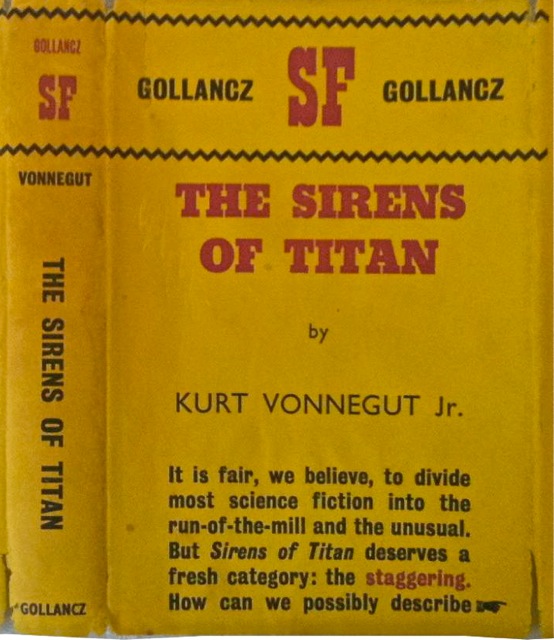 GOLLANCZ
SF
VONNEGUT
THE SIRENS OF TITAN
GOLLANCZ
GOLLANCZ SF GOLLANCZ
THE SIRENS
OF TITAN
by
KURT VONNEGUT Jr.
It is fair, we believe, to divide
most science fiction into the
run-of-the-mill and the unusual.
But Sirens of Titan deserves a
fresh category: the staggering.
How can we possibly describe